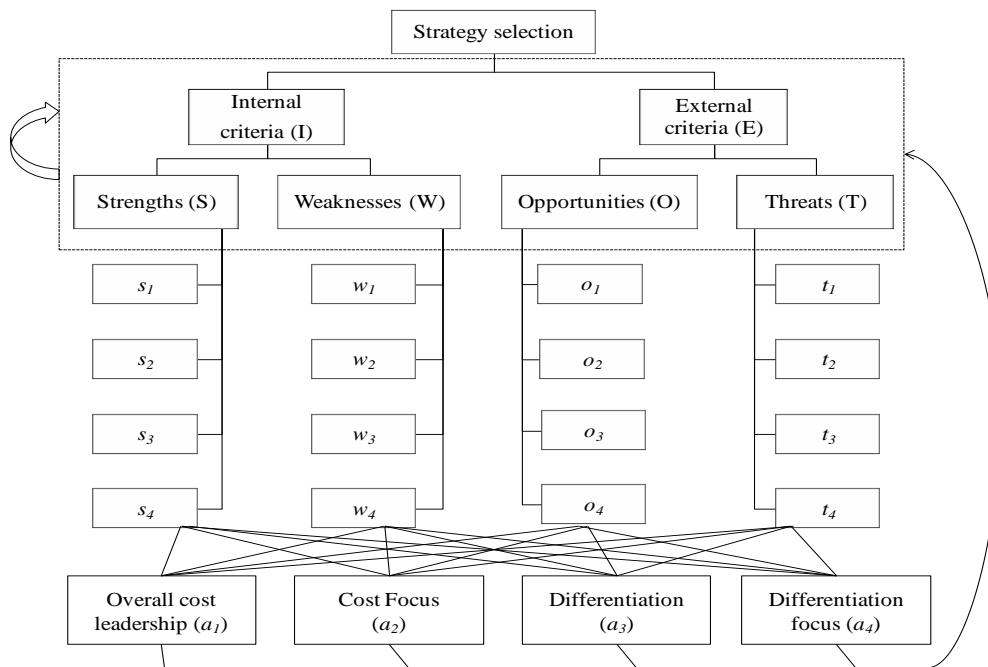 Strategy selection
Internal
criteria (I)
External
criteria (E)
Strengths (S)
Weaknesses (W)
Opportunities (O)
Threats (T)
s1
w1
o1
t1
s2
w2
o2
t2
s3
w3
o3
t3
s4
w4
o4
t4
Overall cost
leadership (a1)
Cost Focus
(a2)
Differentiation
(a3)
Differentiation
focus (a4)